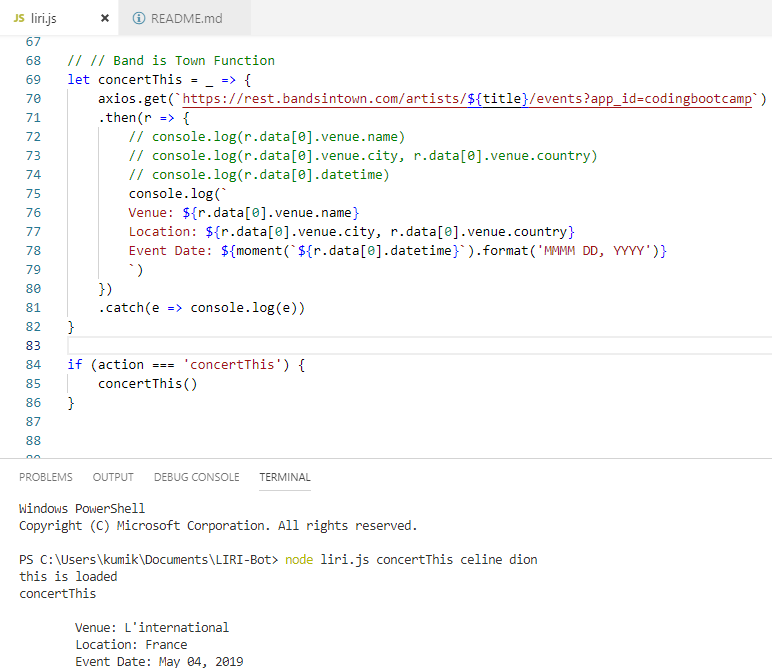 JS liri.js × README.md
67
68 // // Band is Town Function
69 let concertThis = _ => {
70 axios.get(`https://rest.bandsintown.com/artists/${title}/events?app_id=codingbootcamp`)
71 .then(r => {
72 // console.log(r.data[0].venue.name)
73 // console.log(r.data[0].venue.city, r.data[0].venue.country)
74 // console.log(r.data[0].datetime)
75 console.log(`
76 Venue: ${r.data[0].venue.name}
77 Location: ${r.data[0].venue.city, r.data[0].venue.country}
78 Event Date: ${moment(`${r.data[0].datetime}`).format('MMMM DD, YYYY')}
79 `)
80 })
81 .catch(e => console.log(e))
82 }
83
84 if (action === 'concertThis') {
85 concertThis()
86 }
87
88
PROBLEMS OUTPUT DEBUG CONSOLE TERMINAL
Windows PowerShell
Copyright (C) Microsoft Corporation. All rights reserved.
PS C:\Users\kumik\Documents\LIRI-Bot> node liri.js concertThis celine dion
this is loaded
concertThis
Venue: L'international
Location: France
Event Date: May 04, 2019